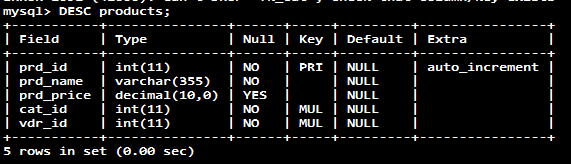 mysql> DESC products;
+-----------+---------------+------+-----+---------+----------------+
| Field     | Type          | Null | Key | Default | Extra          |
+-----------+---------------+------+-----+---------+----------------+
| prd_id    | int(11)       | NO   | PRI | NULL    | auto_increment |
| prd_name  | varchar(355)  | NO   |     | NULL    |                |
| prd_price | decimal(10,0) | YES  |     | NULL    |                |
| cat_id    | int(11)       | NO   | MUL | NULL    |                |
| vdr_id    | int(11)       | NO   | MUL | NULL    |                |
+-----------+---------------+------+-----+---------+----------------+
5 rows in set (0.00 sec)